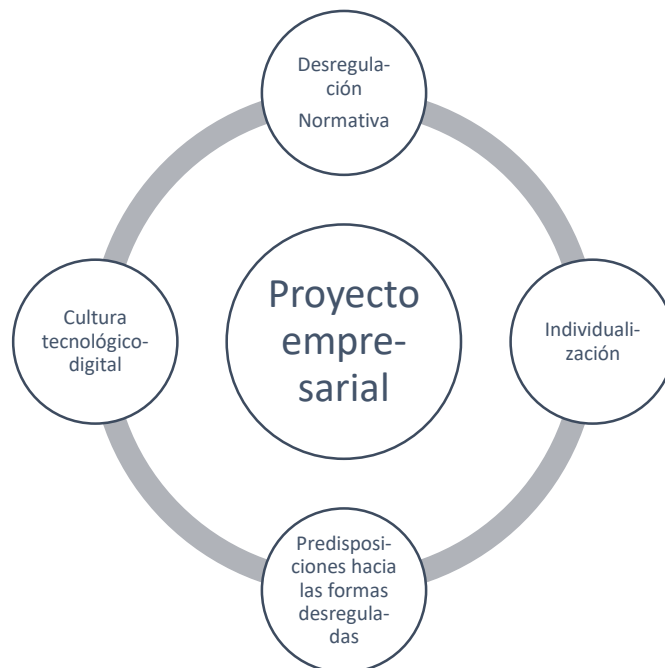 Desregula-
ción
Normativa
Cultura
tecnológico-
digital
Proyecto
empre-
sarial
Individuali-
zación
Predisposi-
ciones hacia
las formas
desregula-
das